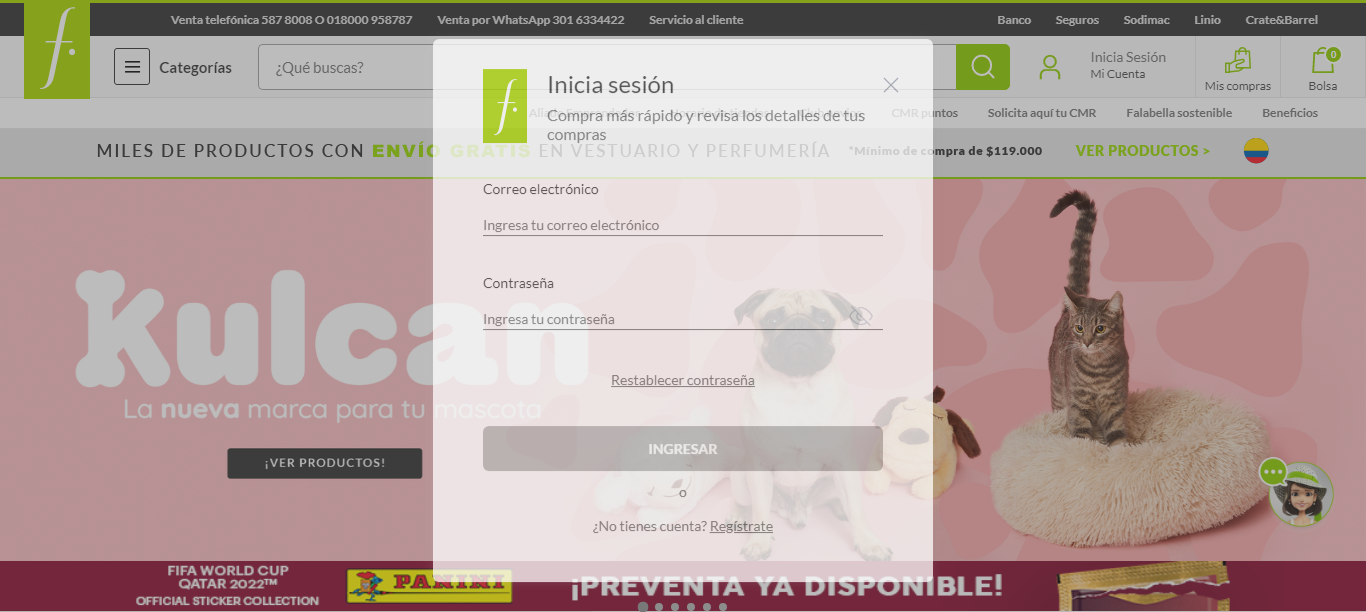 Venta telefónica 587 8008 O 018000 958787
Venta por WhatsApp 301 6334422
Servicio al cliente
Banco
Seguros
Sodimac
Linio
Crate&Barrel
f.
Categorías
¿Qué buscas?
Inicia Sesión
Mi Cuenta
Mis compras
0
Bolsa
CMR puntos
Solicita aquí tu CMR
Falabella sostenible
Beneficios
MILES DE PRODUCTOS CON ENVÍO GRATIS EN VESTUARIO Y PERFUMERÍA
*Mínimo de compra de $119.000
VER PRODUCTOS >
f.
Inicia sesión
Compra más rápido y revisa los detalles de tus
compras
Correo electrónico
Ingresa tu correo electrónico
Contraseña
Ingresa tu contraseña
Restablecer contraseña
INGRESAR
o
¿No tienes cuenta? Regístrate
Kulcan
La nueva marca para tu mascota
¡VER PRODUCTOS!
FIFA WORLD CUP
QATAR 2022™
OFFICIAL STICKER COLLECTION
PANINI
¡PREVENTA YA DISPONIBLE!